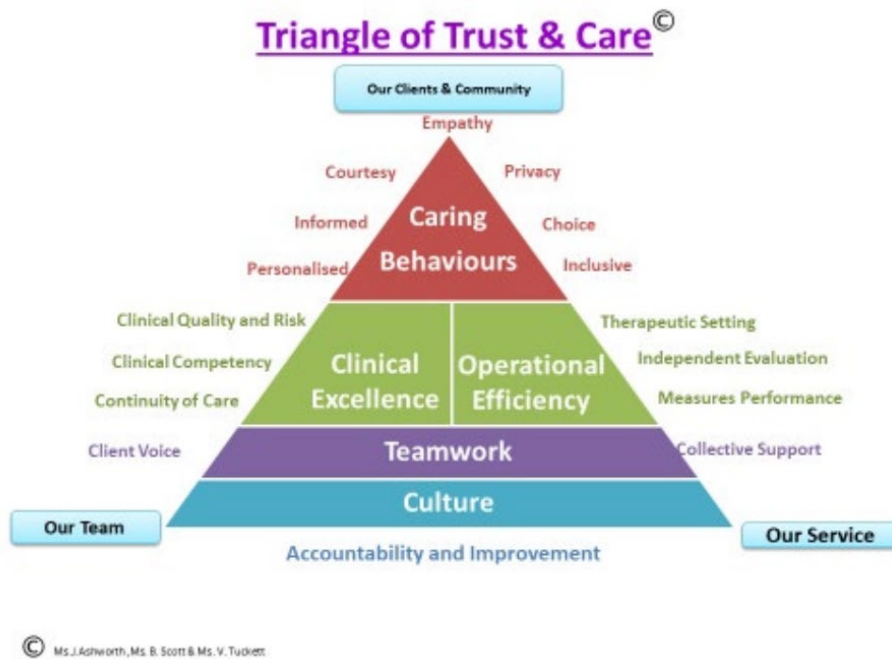 Triangle of Trust & Care©
Our Clients & Community
Empathy
Courtesy
Privacy
Informed
Caring
Choice
Personalised
Behaviours
Inclusive
Clinical Quality and Risk
Therapeutic Setting
Clinical Competency
Clinical
Operational
Independent Evaluation
Continuity of Care
Excellence
Efficiency
Measures Performance
Client Voice
Teamwork
Collective Support
Culture
Our Team
Our Service
Accountability and Improvement
© Ms.J.Ashworth, Ms. B. Scott & Ms. V. Tuckett